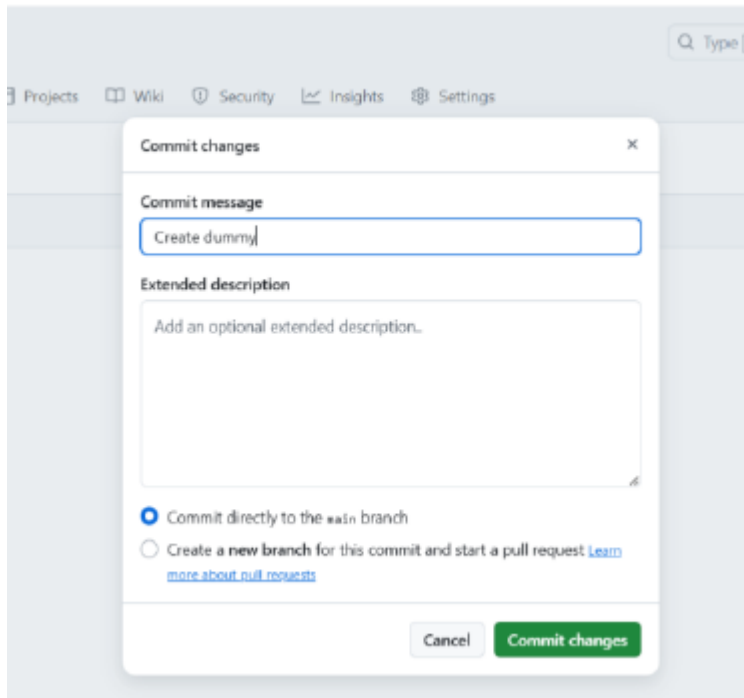 Type
Projects Wiki Security Insights Settings
Commit changes
Commit message
Create dummy
Extended description
Add an optional extended description..
Commit directly to the main branch
Create a new branch for this commit and start a pull request Learn
more about pull requests
Cancel Commit changes